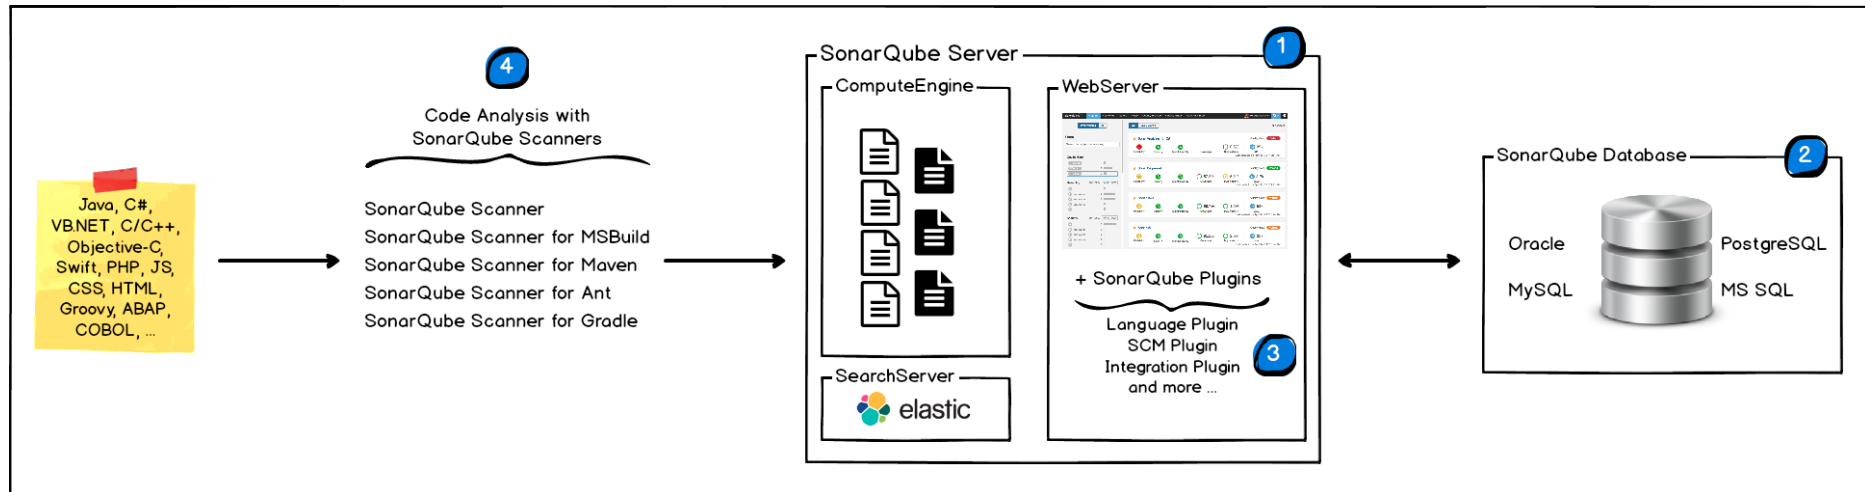 4
Code Analysis with
SonarQube Scanners
Java, C#,
VB.NET, C/C++,
Objective-C,
Swift, PHP, JS,
CSS, HTML,
Groovy, ABAP,
COBOL, ...
SonarQube Scanner
SonarQube Scanner for MSBuild
SonarQube Scanner for Maven
SonarQube Scanner for Ant
SonarQube Scanner for Gradle
SonarQube Server
1
ComputeEngine
SearchServer
elastic
WebServer
+ SonarQube Plugins
Language Plugin
SCM Plugin
Integration Plugin
and more ...
3
SonarQube Database
2
Oracle
PostgreSQL
MySQL
MS SQL